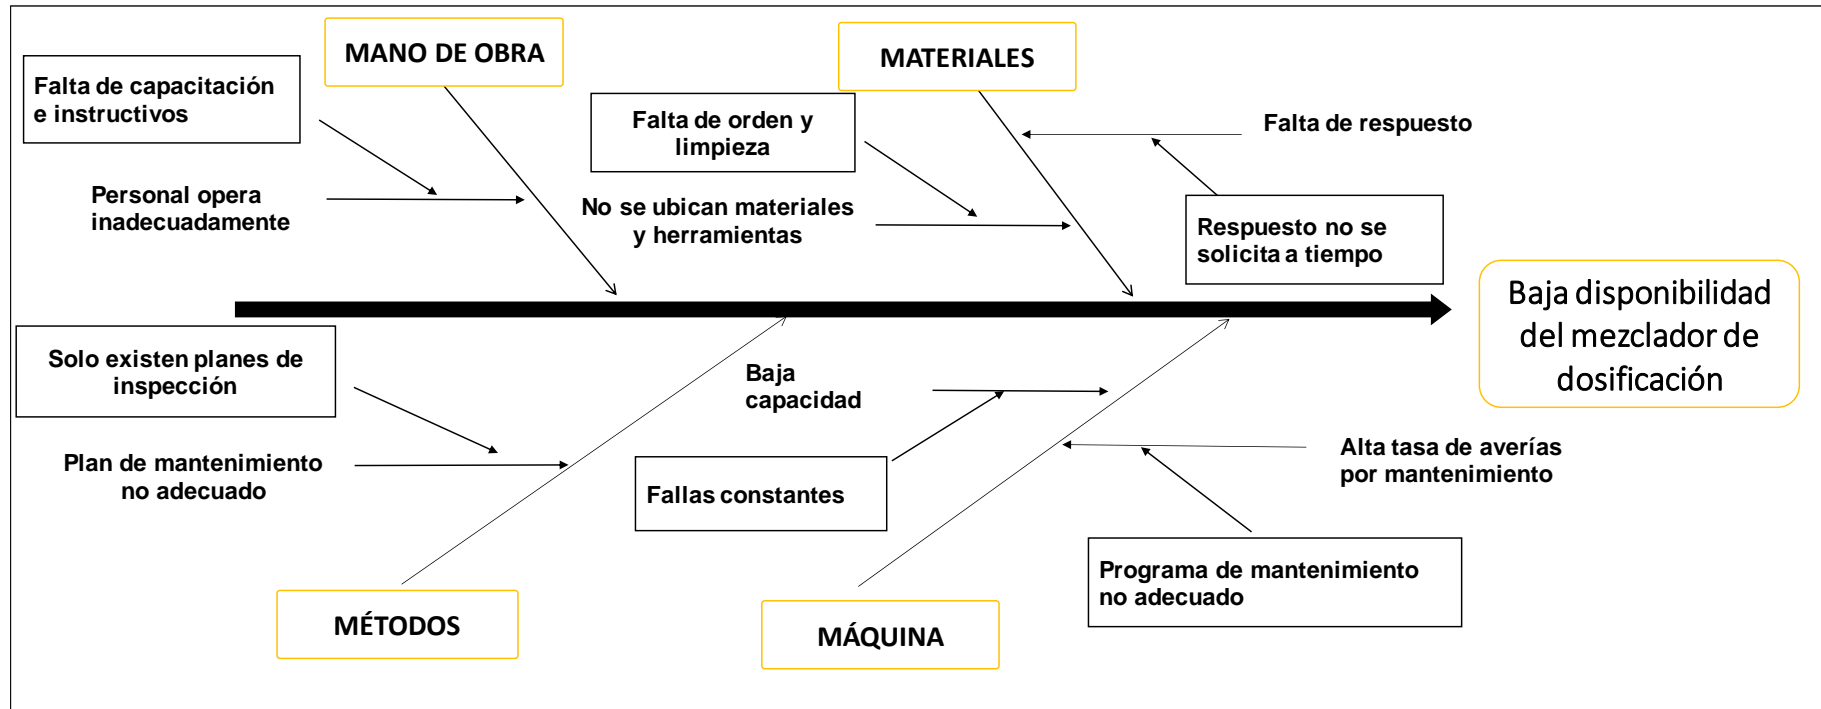 MANO DE OBRA
MATERIALES
Falta de capacitación
e instructivos
Falta de orden y
limpieza
Falta de respuesto
Personal opera
inadecuadamente
No se ubican materiales
y herramientas
Respuesto no se
solicita a tiempo
Baja disponibilidad
del mezclador de
dosificación
Solo existen planes de
inspección
Baja
capacidad
Plan de mantenimiento
no adecuado
Fallas constantes
Alta tasa de averías
por mantenimiento
Programa de mantenimiento
no adecuado
MÉTODOS
MÁQUINA